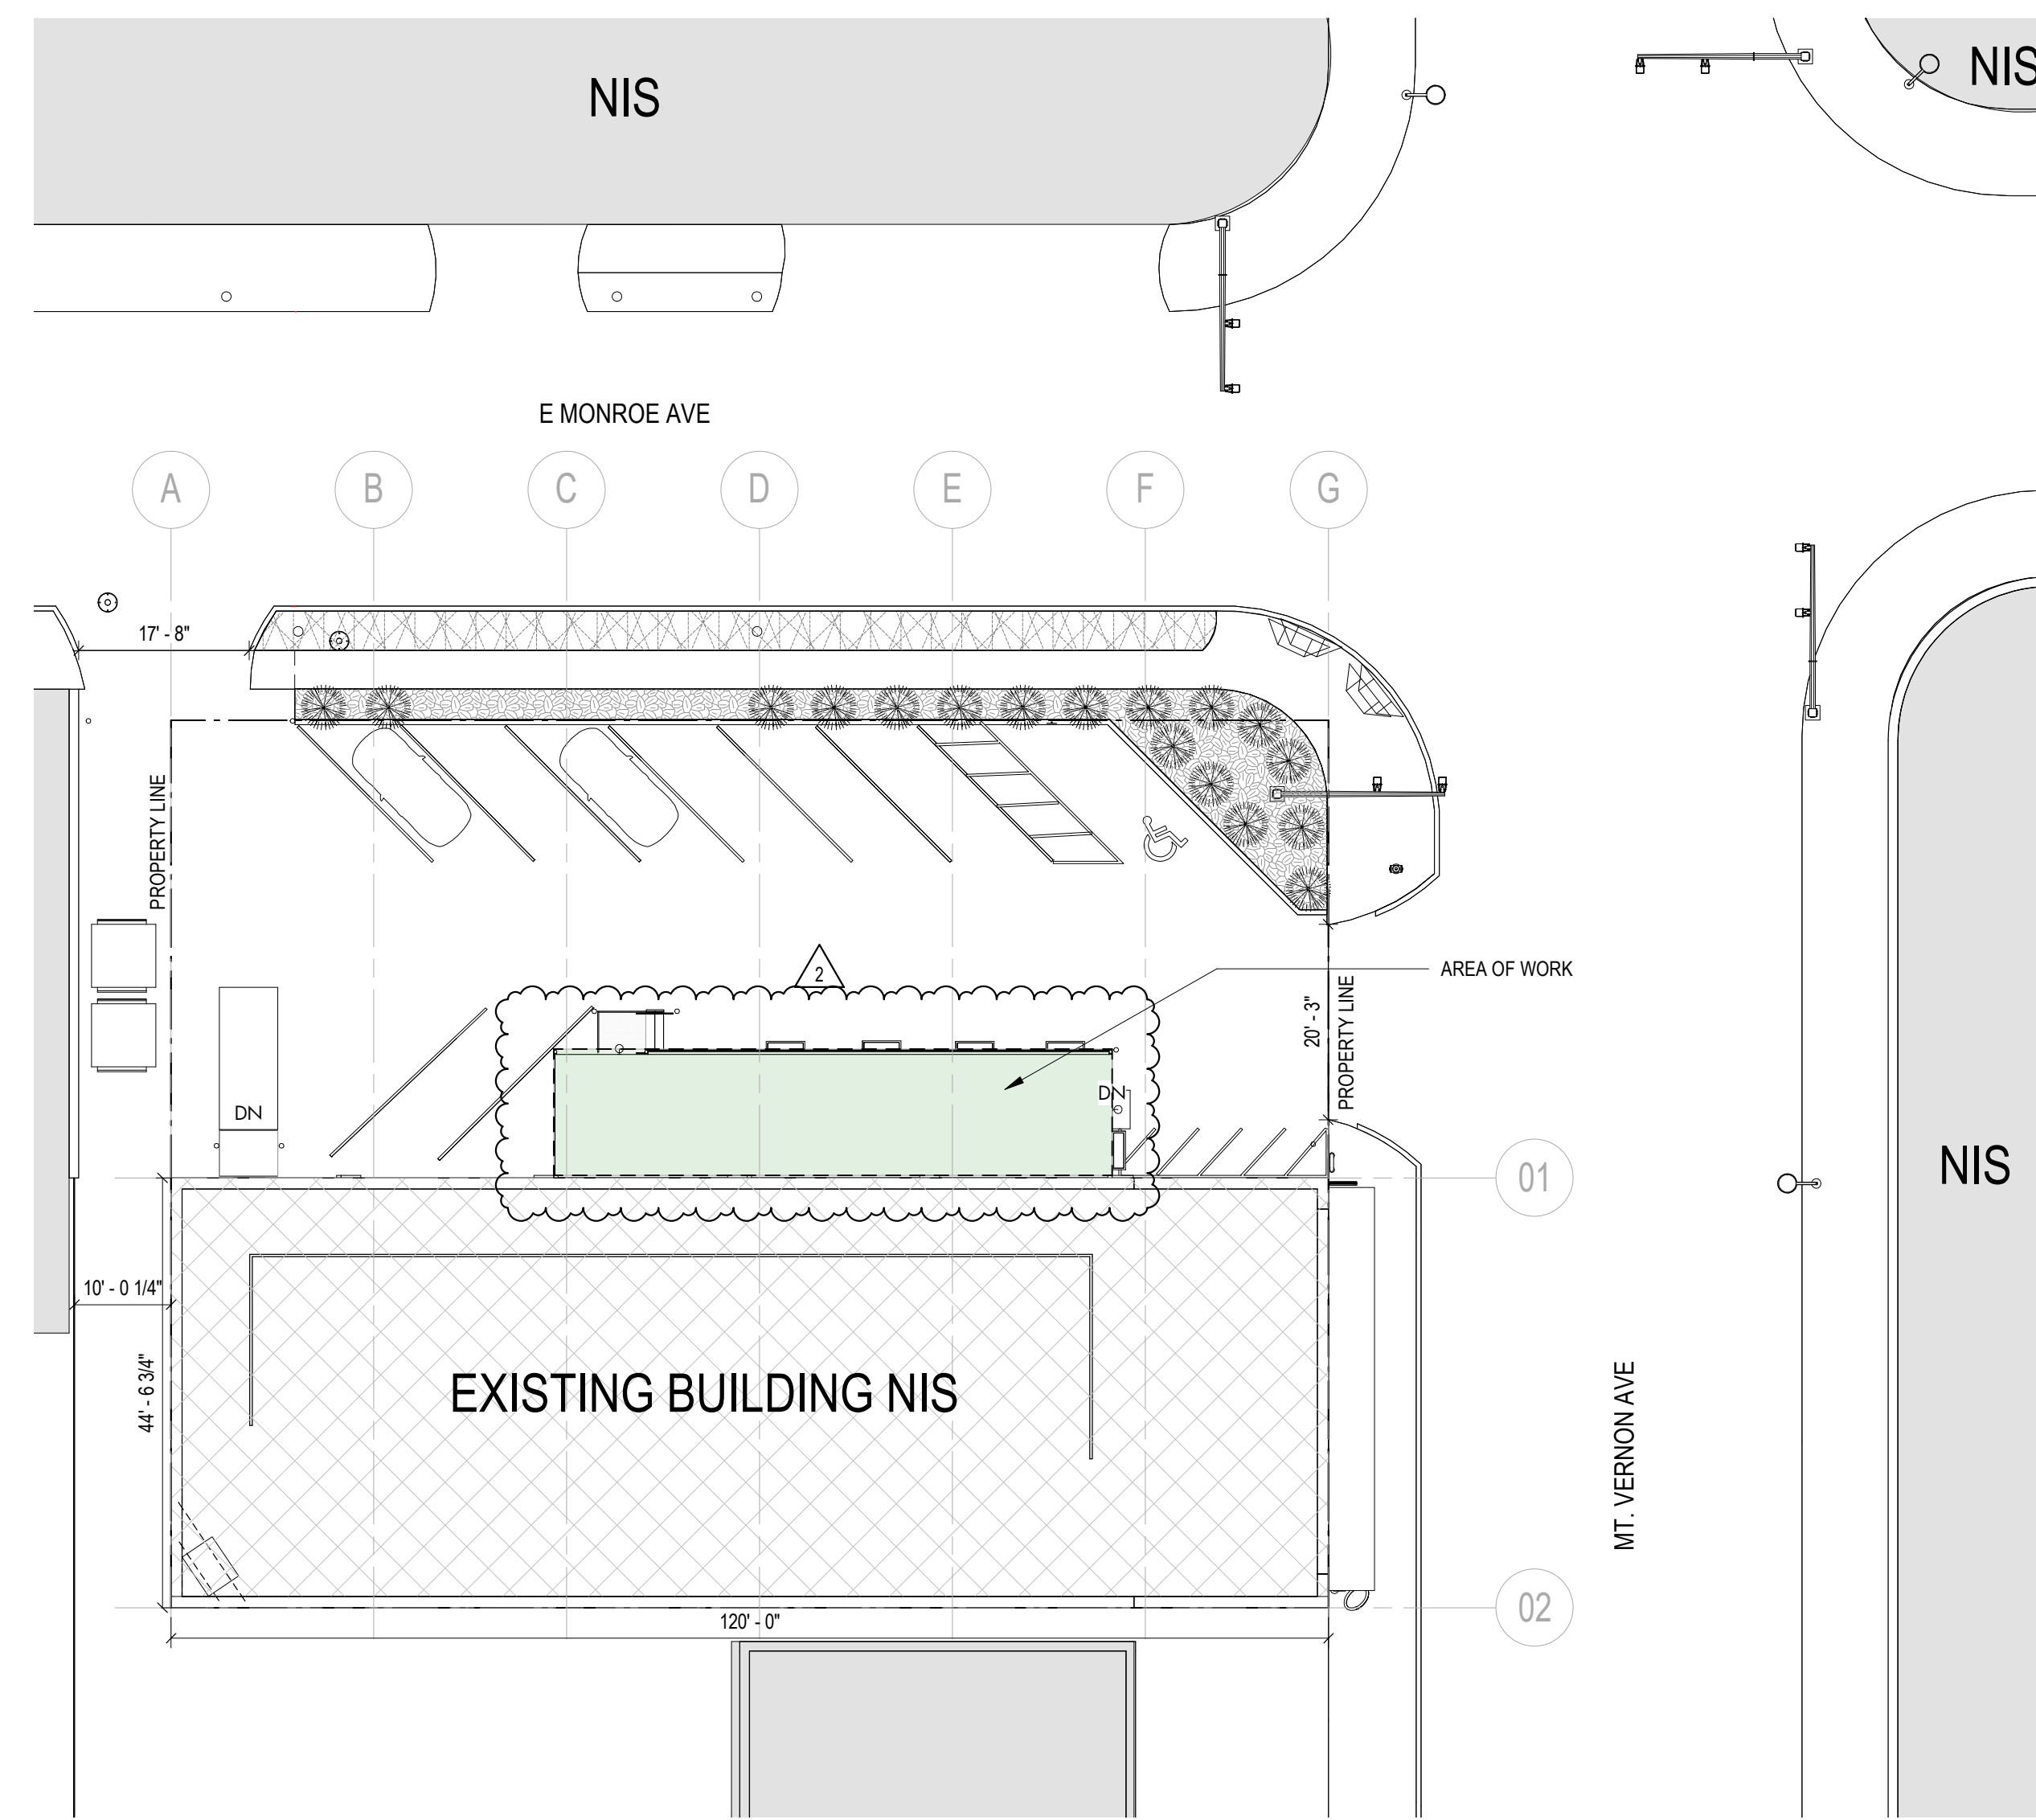 NIS
NIS
E MONROE AVE
A
B
C
D
E
F
G
17' - 8"
PROPERTY LINE
2
AREA OF WORK
20' - 3"
PROPERTY LINE
DN
DN
01
NIS
10' - 0 1/4"
44' - 6 3/4"
EXISTING BUILDING NIS
MT. VERNON AVE
02
120' - 0"